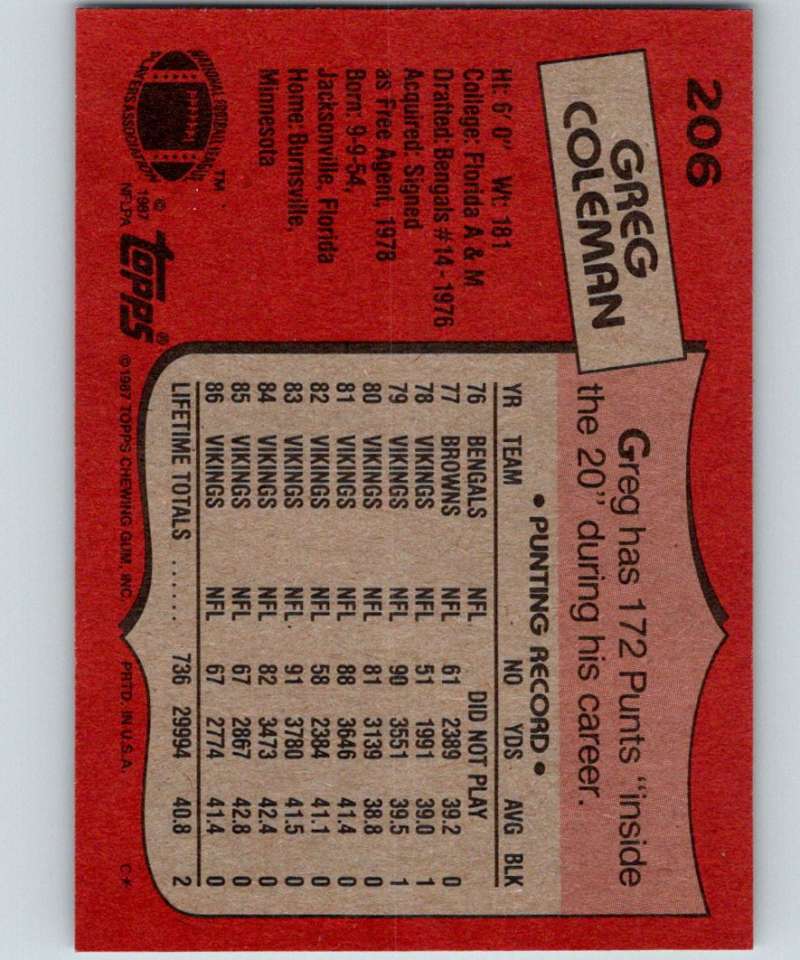 206
GREG
COLEMAN
Ht: 6' 0" Wt: 181
College: Florida A & M
Drafted: Bengals #14-1976
Acquired: Signed
as Free Agent, 1978
Born: 9-9-54,
Jacksonville, Florida
Home: Burnsville,
Minnesota
NATIONAL FOOTBALL LEAGUE
PLAYERS ASSOCIATION
TM
© 1987
NFLPA
topps®
Greg has 172 Punts "inside
the 20" during his career.
• PUNTING RECORD •
YR TEAM NO YDS AVG BLK
76 BENGALS NFL DID NOT PLAY
77 BROWNS NFL 61 2389 39.2 0
78 VIKINGS NFL 51 1991 39.0 1
79 VIKINGS NFL 90 3551 39.5 1
80 VIKINGS NFL 81 3139 38.8 0
81 VIKINGS NFL 88 3646 41.4 0
82 VIKINGS NFL 58 2384 41.1 0
83 VIKINGS NFL 91 3780 41.5 0
84 VIKINGS NFL 82 3473 42.4 0
85 VIKINGS NFL 67 2867 42.8 0
86 VIKINGS NFL 67 2774 41.4 0
LIFETIME TOTALS ...... 736 29994 40.8 2
© 1987 TOPPS CHEWING GUM, INC. PRTD. IN U.S.A. C*